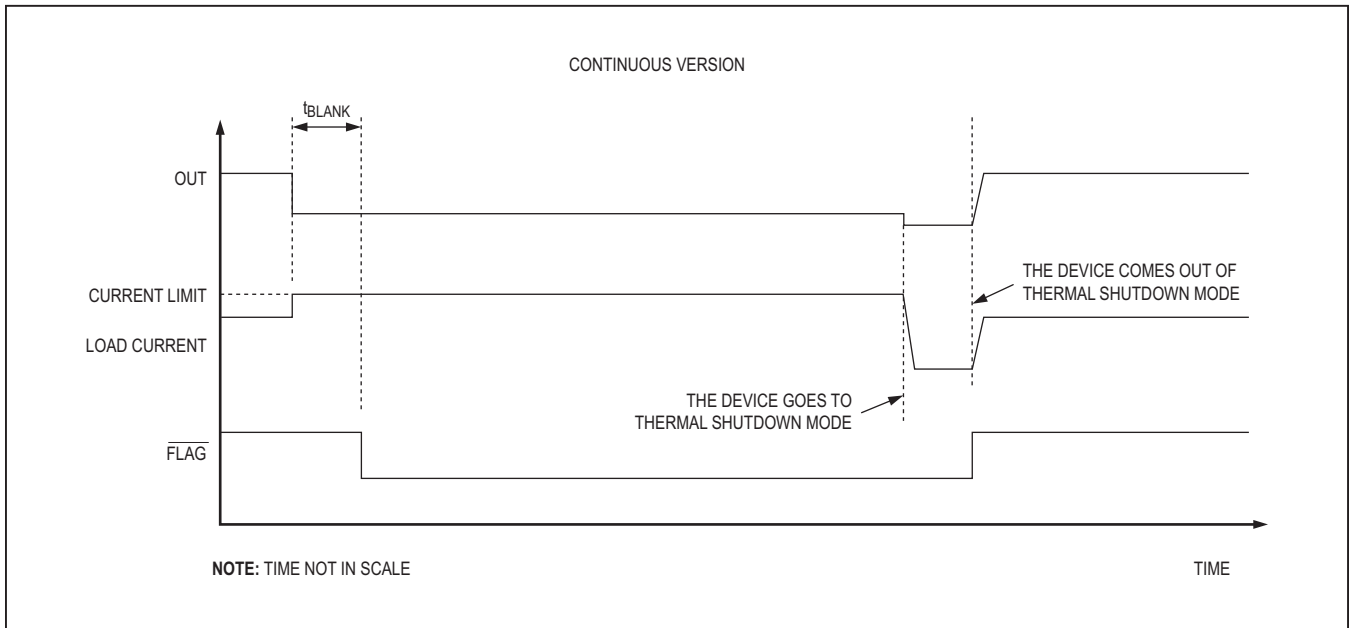 CONTINUOUS VERSION
tBLANK
OUT
CURRENT LIMIT
THE DEVICE COMES OUT OF
THERMAL SHUTDOWN MODE
LOAD CURRENT
THE DEVICE GOES TO
THERMAL SHUTDOWN MODE
FLAG
NOTE: TIME NOT IN SCALE
TIME